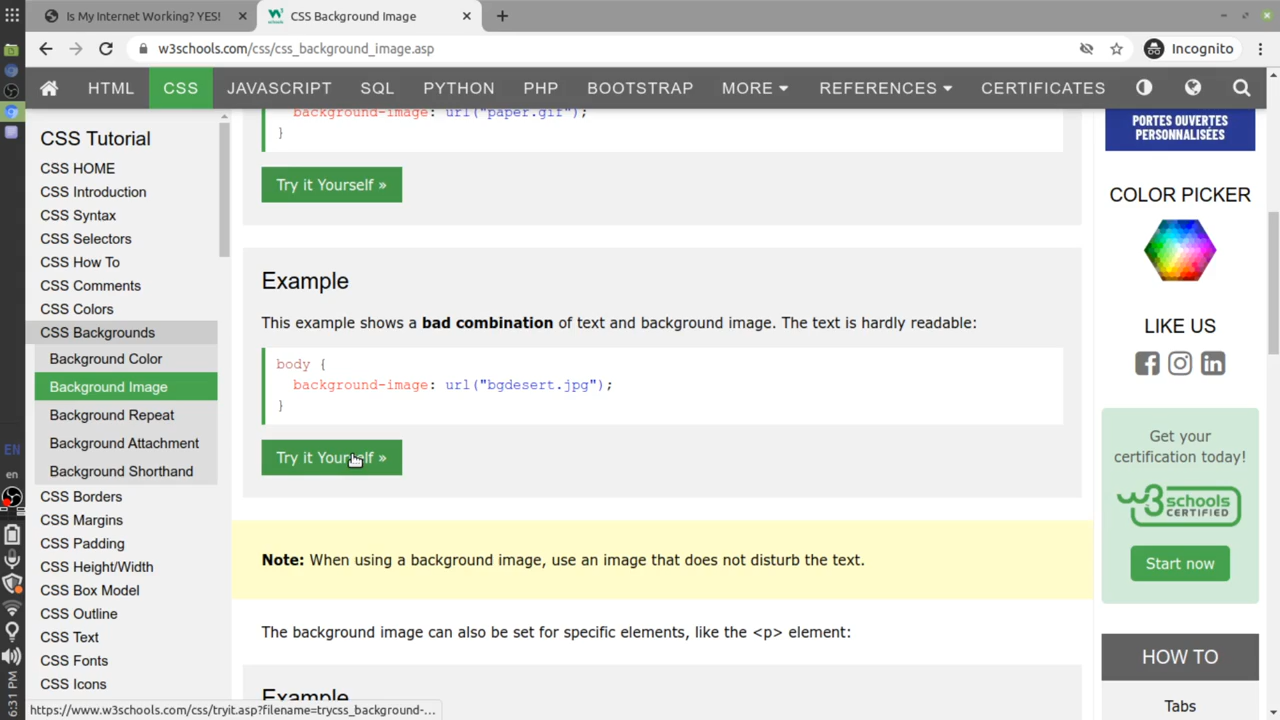 Is My Internet Working? YES!
CSS Background Image
w3schools.com/css/css_background_image.asp
Incognito
HTML
CSS
JAVASCRIPT
SQL
PYTHON
PHP
BOOTSTRAP
MORE
REFERENCES
CERTIFICATES
CSS Tutorial
CSS HOME
CSS Introduction
CSS Syntax
CSS Selectors
CSS How To
CSS Comments
CSS Colors
CSS Backgrounds
Background Color
Background Image
Background Repeat
Background Attachment
Background Shorthand
CSS Borders
CSS Margins
CSS Padding
CSS Height/Width
CSS Box Model
CSS Outline
CSS Text
CSS Fonts
CSS Icons
background-image: url("paper.gif");
}
Try it Yourself »
Example
This example shows a bad combination of text and background image. The text is hardly readable:
body {
background-image: url("bgdesert.jpg");
}
Try it Yourself »
Note: When using a background image, use an image that does not disturb the text.
The background image can also be set for specific elements, like the <p> element:
Example
PORTES OUVERTES
PERSONNALISÉES
COLOR PICKER
LIKE US
Get your
certification today!
w3schools
CERTIFIED
Start now
HOW TO
Tabs
EN
en
6:31 PM
https://www.w3schools.com/css/tryit.asp?filename=trycss_background-...